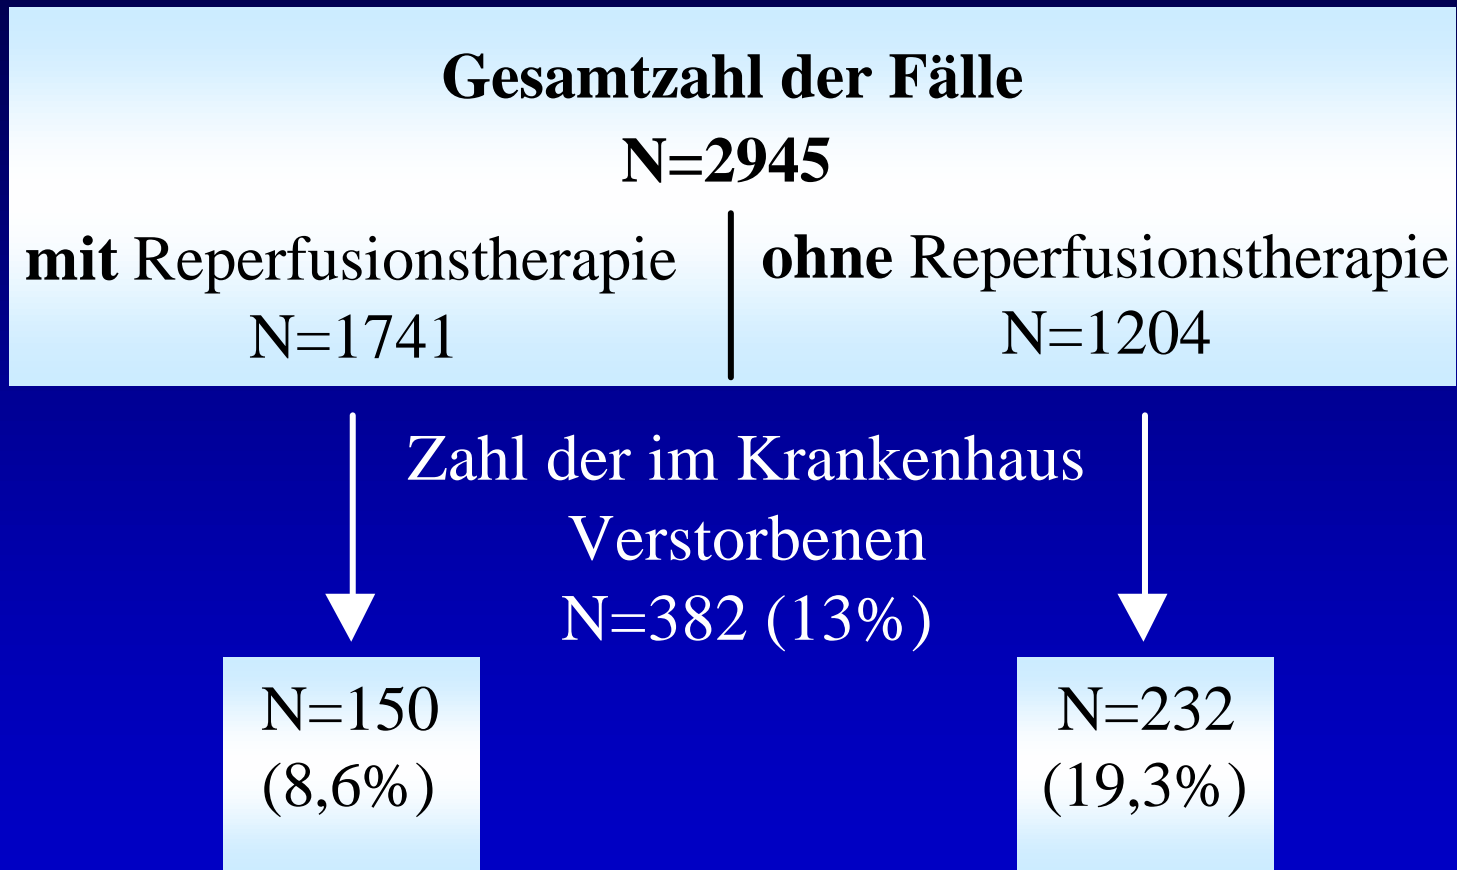 Gesamtzahl der Fälle
N=2945
mit Reperfusionstherapie
N=1741
ohne Reperfusionstherapie
N=1204
Zahl der im Krankenhaus
Verstorbenen
N=382 (13%)
N=150
(8,6%)
N=232
(19,3%)